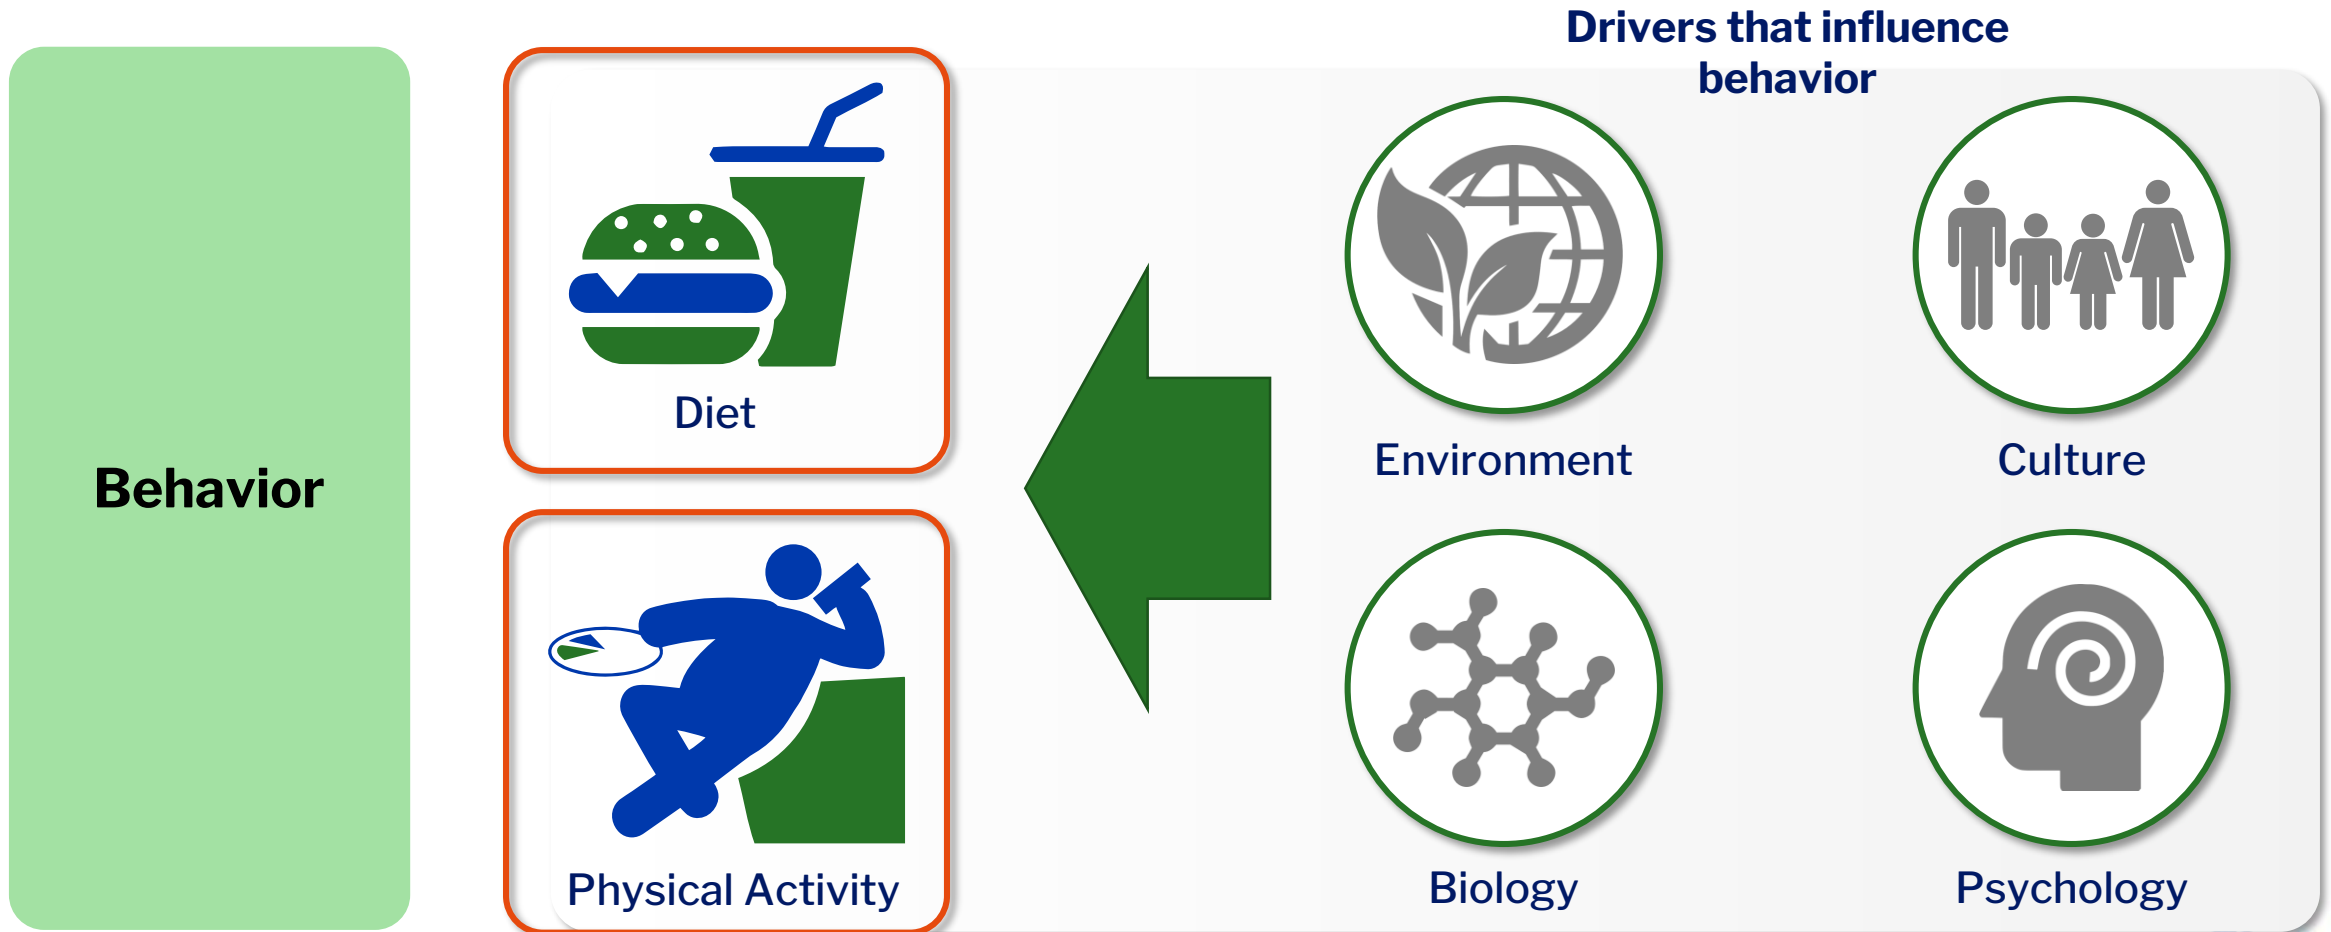 Drivers that influence
behavior
Behavior
Diet
Physical Activity
Environment
Culture
Biology
Psychology